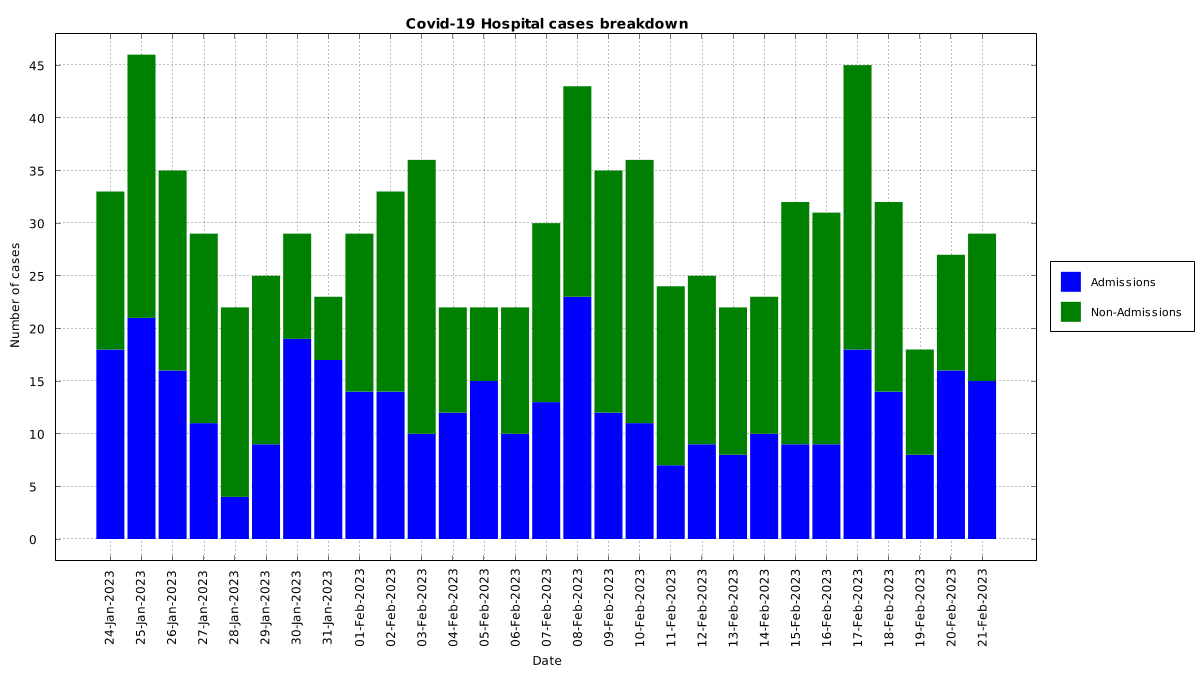 Covid-19 Hospital cases breakdown
45
40
35
30
25
20
15
10
5
0
Number of cases
24-Jan-2023
25-Jan-2023
26-Jan-2023
27-Jan-2023
28-Jan-2023
29-Jan-2023
30-Jan-2023
31-Jan-2023
01-Feb-2023
02-Feb-2023
03-Feb-2023
04-Feb-2023
05-Feb-2023
06-Feb-2023
07-Feb-2023
08-Feb-2023
09-Feb-2023
10-Feb-2023
11-Feb-2023
12-Feb-2023
13-Feb-2023
14-Feb-2023
15-Feb-2023
16-Feb-2023
17-Feb-2023
18-Feb-2023
19-Feb-2023
20-Feb-2023
21-Feb-2023
Date
Admissions
Non-Admissions